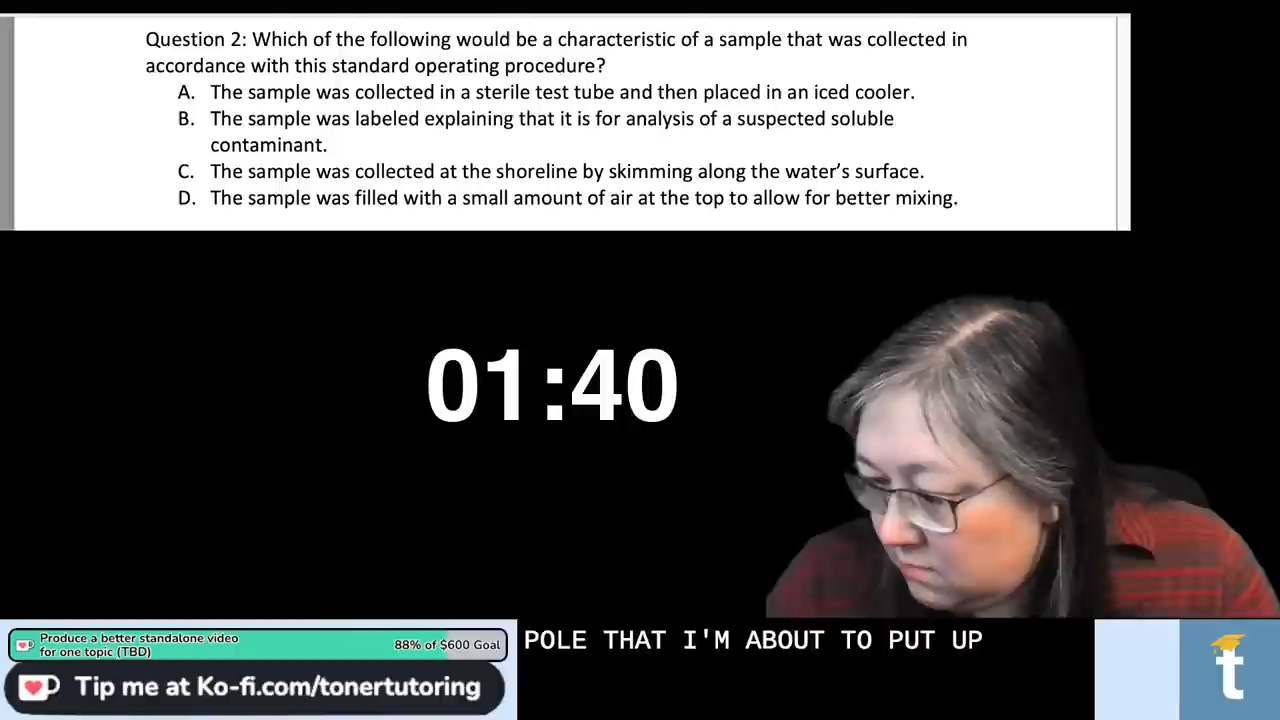 Question 2: Which of the following would be a characteristic of a sample that was collected in
accordance with this standard operating procedure?
A. The sample was collected in a sterile test tube and then placed in an iced cooler.
B. The sample was labeled explaining that it is for analysis of a suspected soluble
contaminant.
C. The sample was collected at the shoreline by skimming along the water’s surface.
D. The sample was filled with a small amount of air at the top to allow for better mixing.
01:40
Produce a better standalone video
for one topic (TBD)
88% of $600 Goal
Tip me at Ko-fi.com/tonertutoring
POLE THAT I'M ABOUT TO PUT UP
t